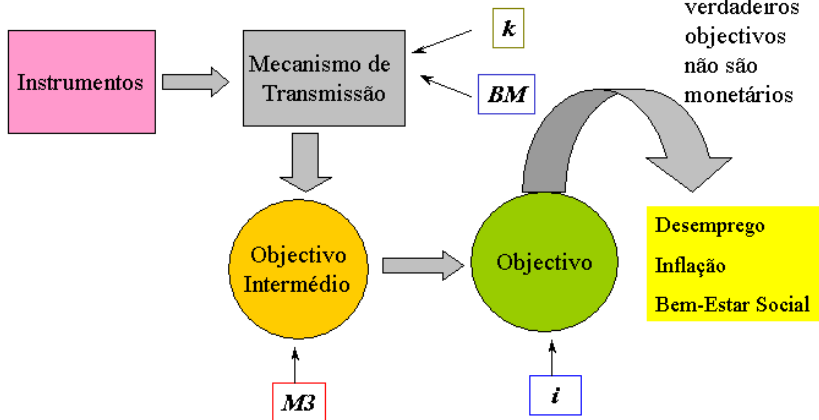 verdadeiros
objectivos
não são
monetários
k
Instrumentos
Mecanismo de
Transmissão
BM
Objectivo
Intermédio
Objectivo
Desemprego
Inflação
Bem-Estar Social
M3
i